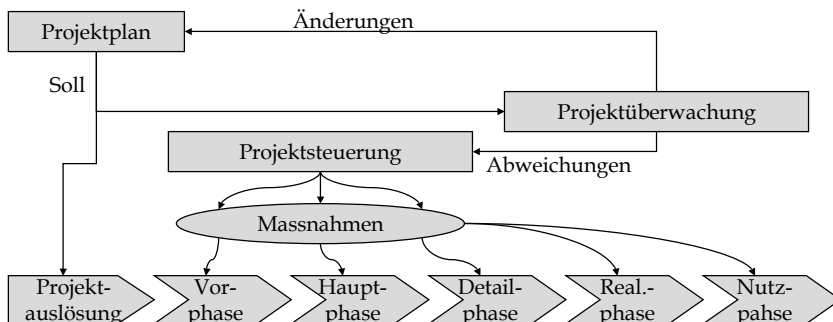 Projektplan
Änderungen
Soll
Projektüberwachung
Projektsteuerung
Abweichungen
Massnahmen
Projekt-
auslösung
Vor-
phase
Haupt-
phase
Detail-
phase
Real.-
phase
Nutz-
pahse